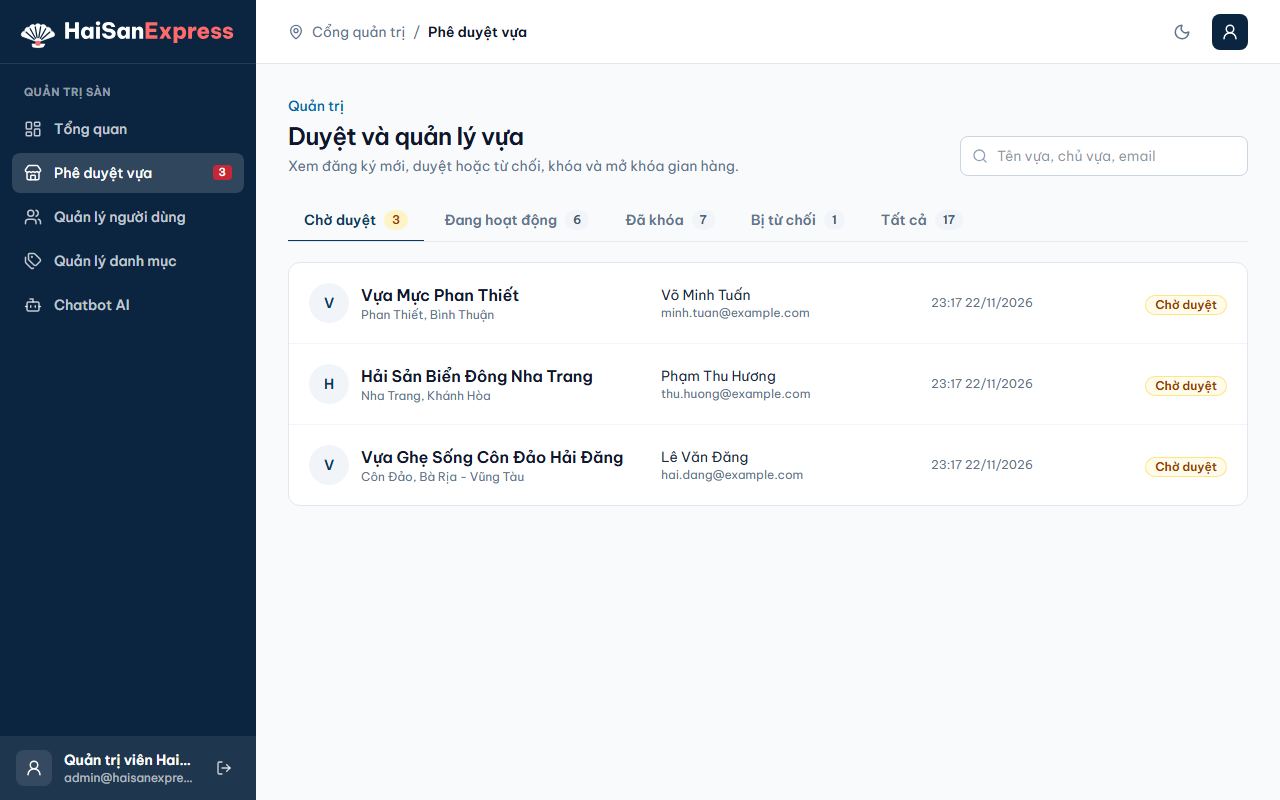 HaiSanExpress
Cổng quản trị / Phê duyệt vựa
QUẢN TRỊ SÀN
Tổng quan
Phê duyệt vựa 3
Quản lý người dùng
Quản lý danh mục
Chatbot AI
Quản trị
Duyệt và quản lý vựa
Xem đăng ký mới, duyệt hoặc từ chối, khóa và mở khóa gian hàng.
Tên vựa, chủ vựa, email
Chờ duyệt 3 Đang hoạt động 6 Đã khóa 7 Bị từ chối 1 Tất cả 17
V Vựa Mực Phan Thiết Võ Minh Tuấn 23:17 22/11/2026 Chờ duyệt
Phan Thiết, Bình Thuận minh.tuan@example.com
H Hải Sản Biển Đông Nha Trang Phạm Thu Hương 23:17 22/11/2026 Chờ duyệt
Nha Trang, Khánh Hòa thu.huong@example.com
V Vựa Ghẹ Sống Côn Đảo Hải Đăng Lê Văn Đăng 23:17 22/11/2026 Chờ duyệt
Côn Đảo, Bà Rịa - Vũng Tàu hai.dang@example.com
Quản trị viên Hai...
admin@haisanexpre...